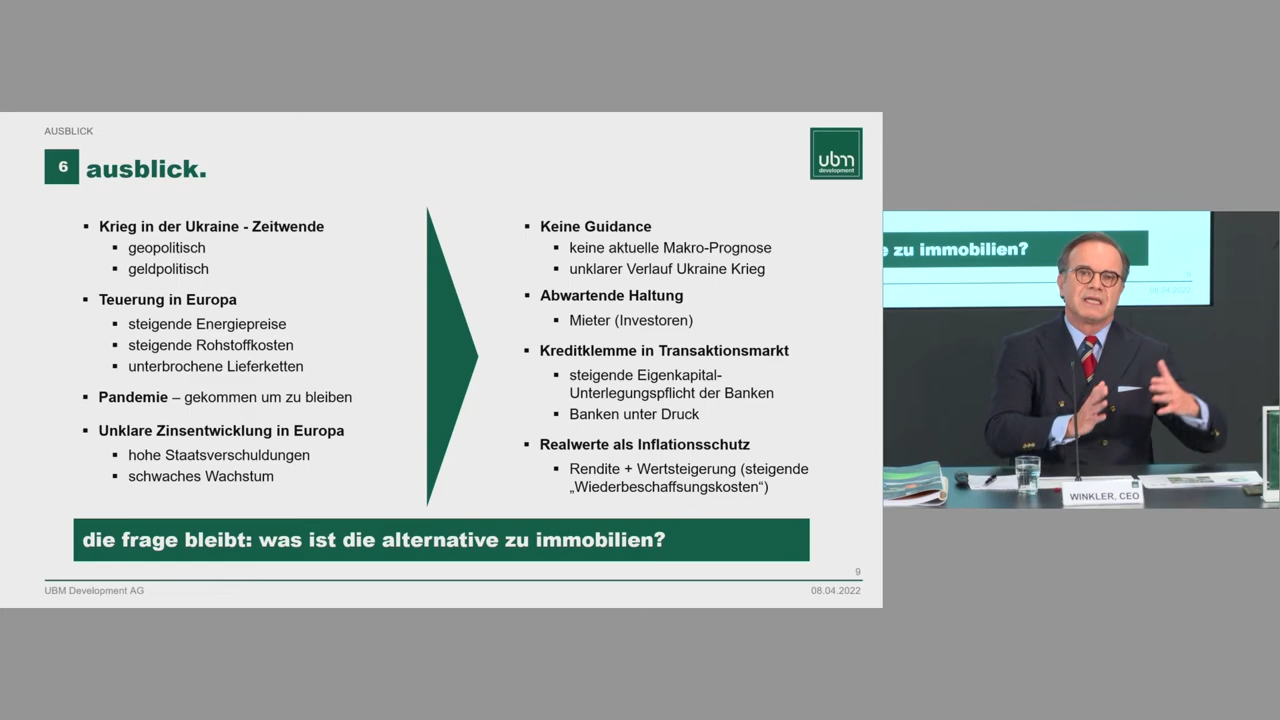 AUSBLICK
6 ausblick.
ubm
development
Krieg in der Ukraine - Zeitwende
geopolitisch
geldpolitisch
Teuerung in Europa
steigende Energiepreise
steigende Rohstoffkosten
unterbrochene Lieferketten
Pandemie – gekommen um zu bleiben
Unklare Zinsentwicklung in Europa
hohe Staatsverschuldungen
schwaches Wachstum
Keine Guidance
keine aktuelle Makro-Prognose
unklarer Verlauf Ukraine Krieg
Abwartende Haltung
Mieter (Investoren)
Kreditklemme in Transaktionsmarkt
steigende Eigenkapital-
Unterlegungspflicht der Banken
Banken unter Druck
Realwerte als Inflationsschutz
Rendite + Wertsteigerung (steigende
„Wiederbeschaffungskosten“)
die frage bleibt: was ist die alternative zu immobilien?
9
UBM Development AG
08.04.2022
e zu immobilien?
08.04.2022
WINKLER, CEO